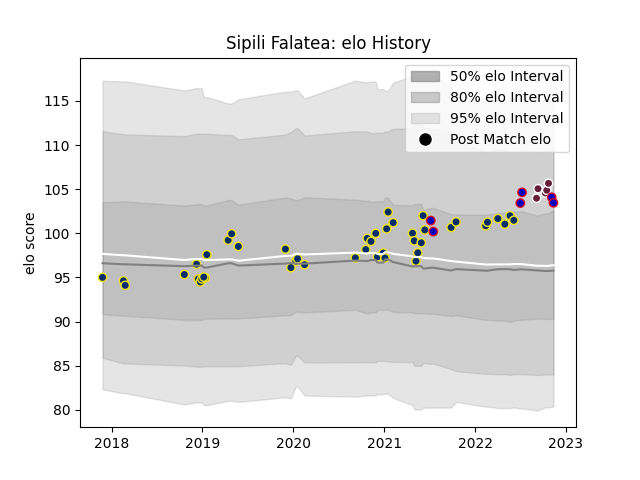 Sipili Falatea: elo History
50% elo Interval
80% elo Interval
95% elo Interval
Post Match elo
elo score
115
110
105
100
95
90
85
80
2018 2019 2020 2021 2022 2023